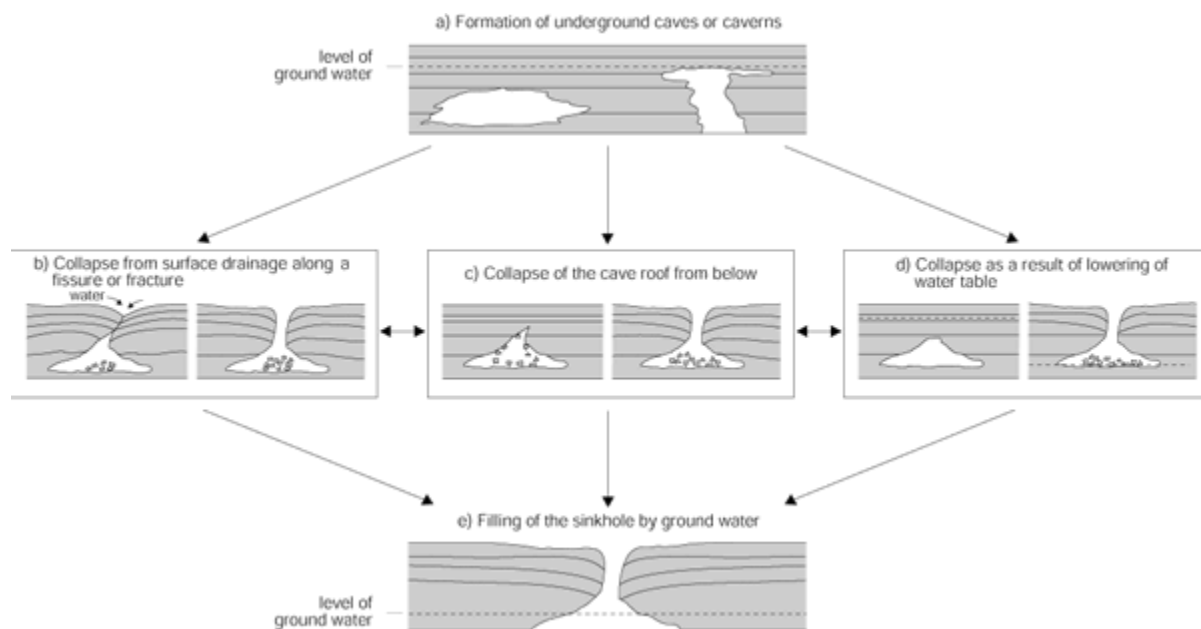 a) Formation of underground caves or caverns
level of
ground water
b) Collapse from surface drainage along a
fissure or fracture
water
c) Collapse of the cave roof from below
d) Collapse as a result of lowering of
water table
e) Filling of the sinkhole by ground water
level of
ground water